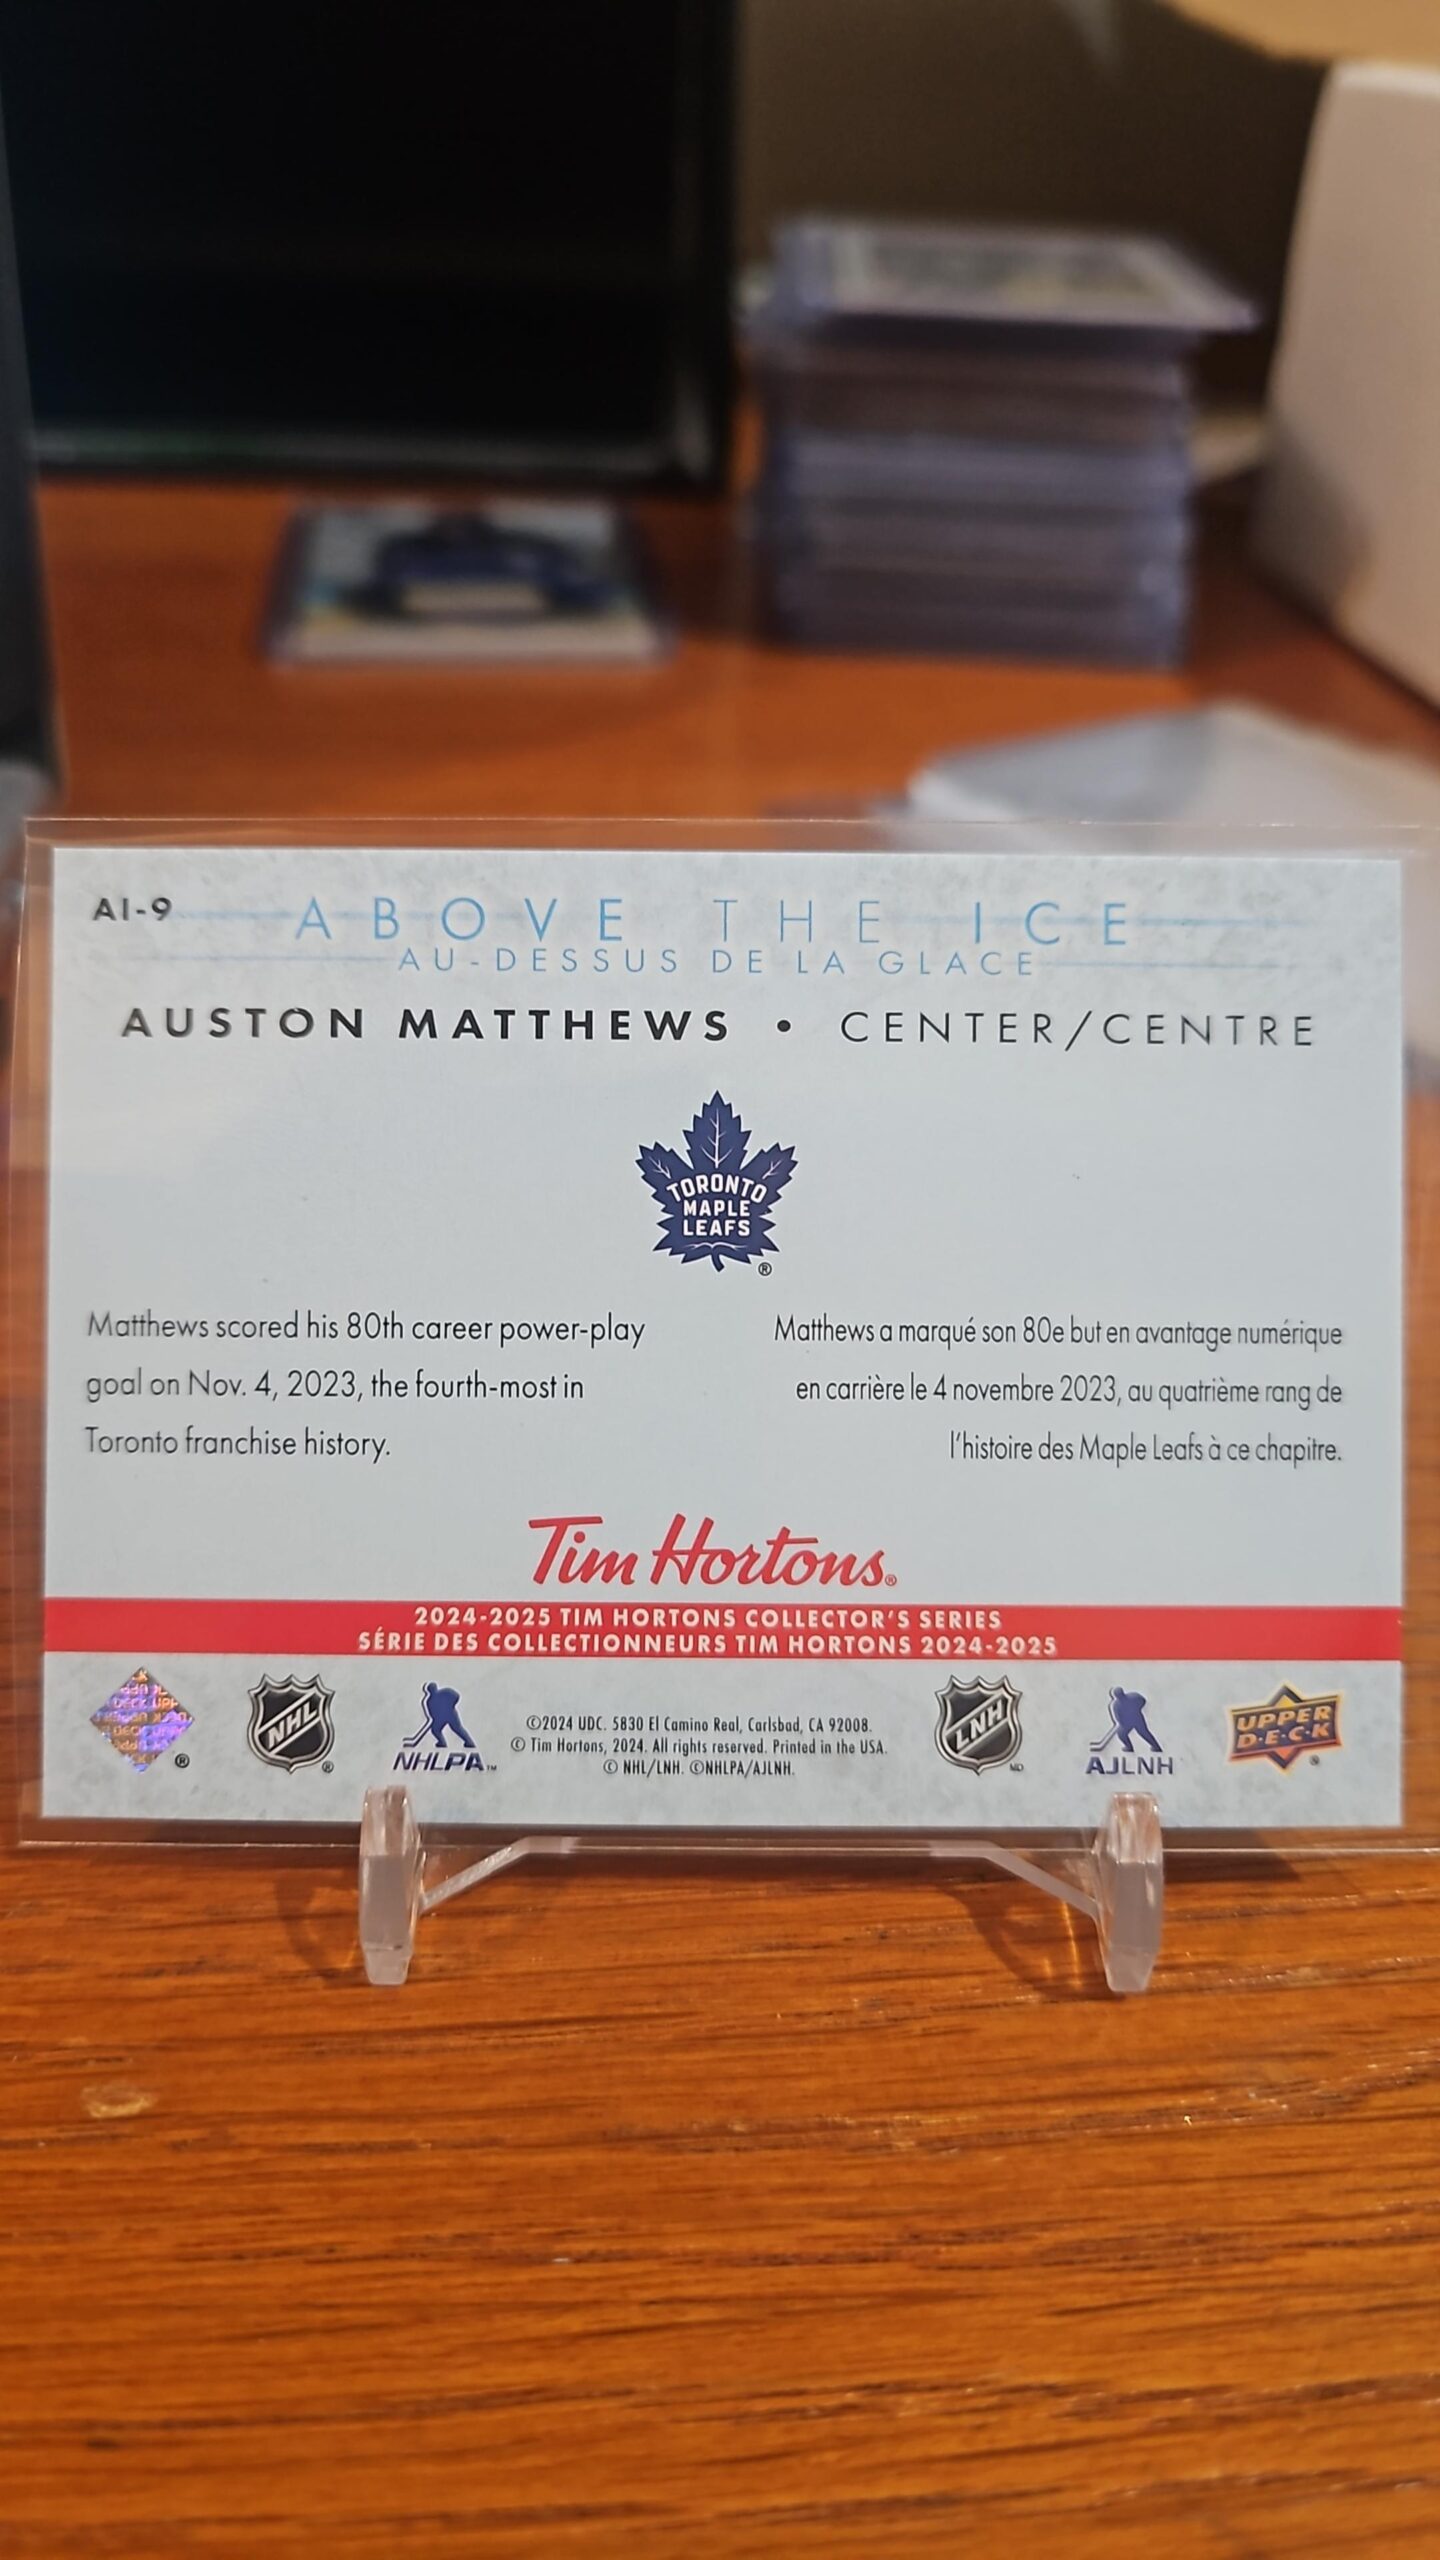 AI-9
ABOVE THE ICE
AU-DESSUS DE LA GLACE
AUSTON MATTHEWS • CENTER/CENTRE
TORONTO
MAPLE
LEAFS
®
Matthews scored his 80th career power-play
goal on Nov. 4, 2023, the fourth-most in
Toronto franchise history.
Matthews a marqué son 80e but en avantage numérique
en carrière le 4 novembre 2023, au quatrième rang de
l'histoire des Maple Leafs à ce chapitre.
Tim Hortons®
2024-2025 TIM HORTONS COLLECTOR'S SERIES
SÉRIE DES COLLECTIONNEURS TIM HORTONS 2024-2025
®
NHL ®
NHLPA™
©2024 UDC. 5830 El Camino Real, Carlsbad, CA 92008.
© Tim Hortons, 2024. All rights reserved. Printed in the USA.
© NHL/LNH. ©NHLPA/AJLNH.
LNH MD
AJLNH
UPPER
D·E·C·K
®